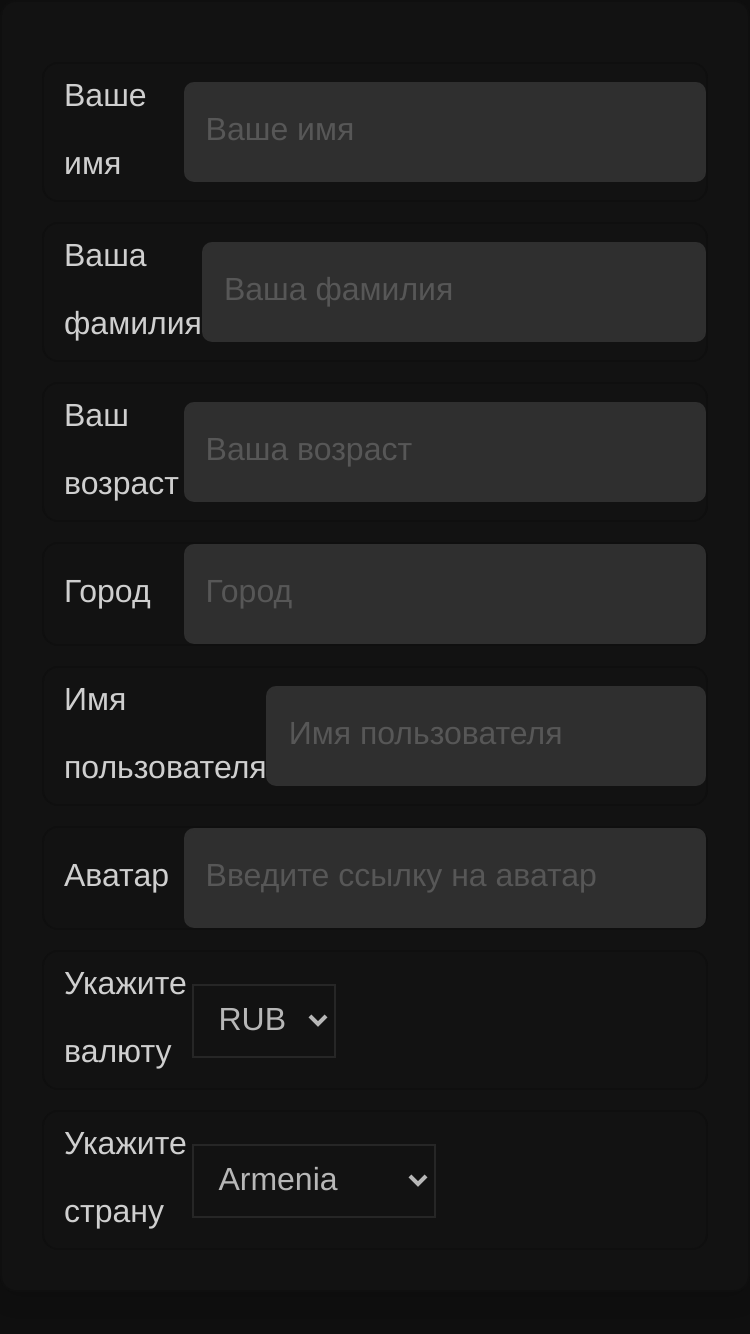 Ваше
имя
Ваше имя
Ваша
фамилия
Ваша фамилия
Ваш
возраст
Ваша возраст
Город
Город
Имя
пользователя
Имя пользователя
Аватар
Введите ссылку на аватар
Укажите
валюту
RUB
Укажите
страну
Armenia